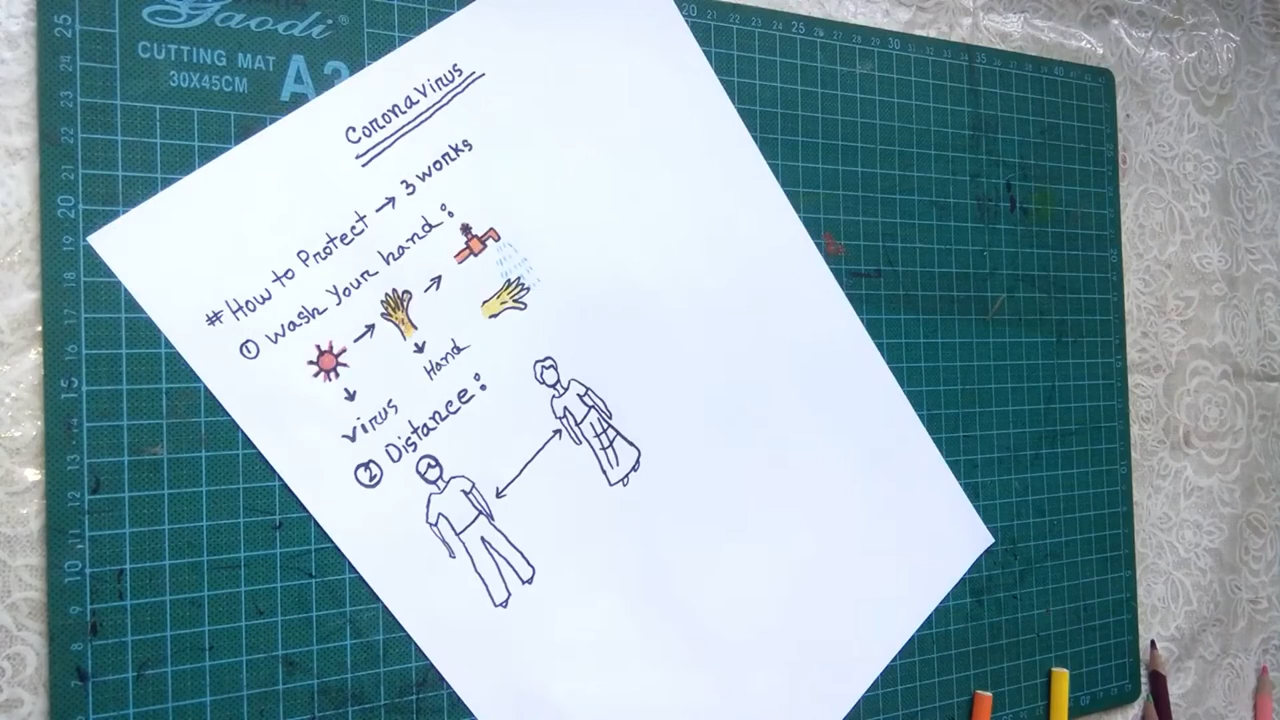 Gaodi®
CUTTING MAT
30X45CM
A3
Coronavirus
# How to Protect → 3 works
① wash Your hand:
Hand
virus
② Distance: